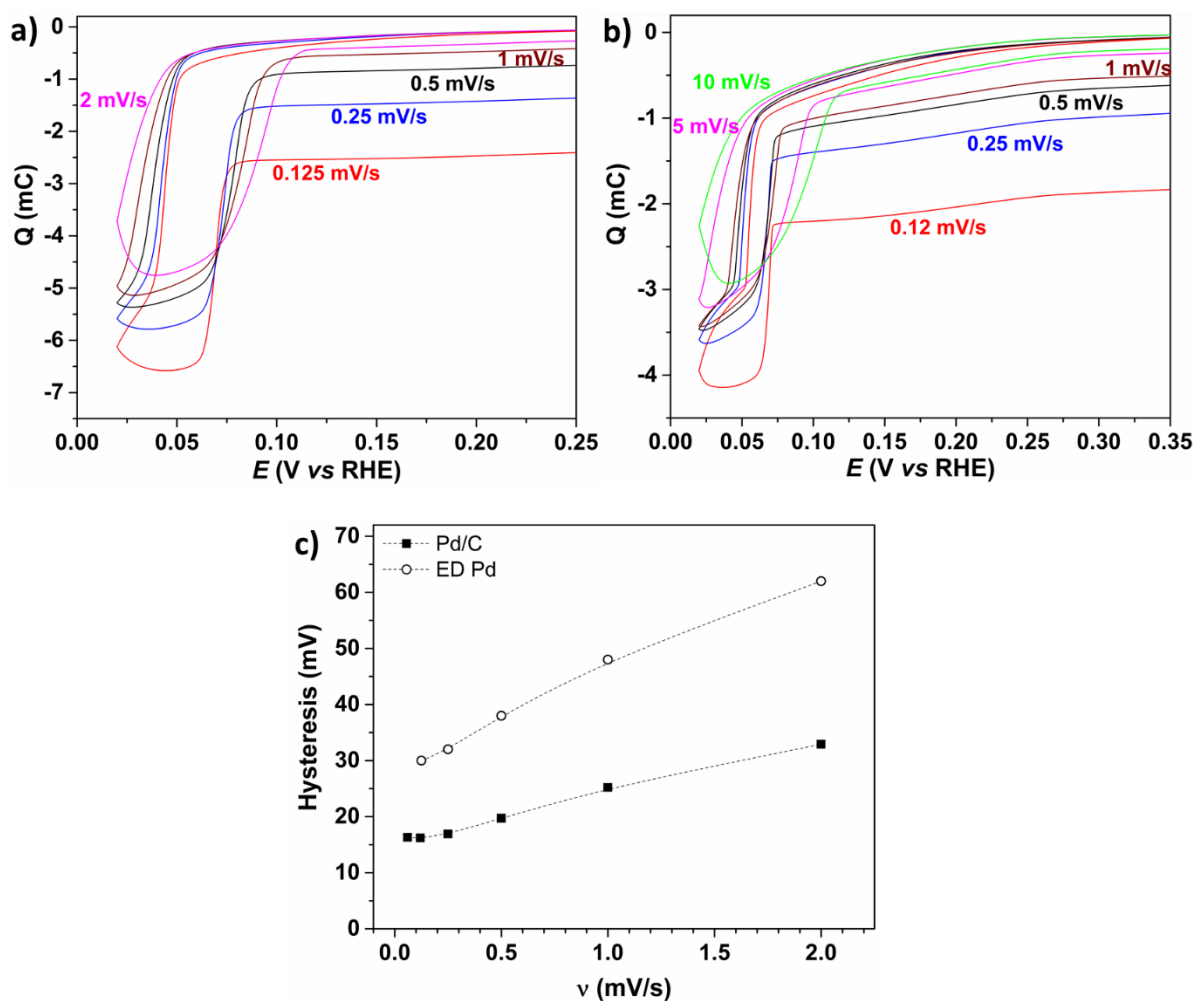 a)
0
-1
-2
-3
-4
-5
-6
-7
Q (mC)
0.00
0.05
0.10
0.15
0.20
0.25
E (V vs RHE)
2 mV/s
1 mV/s
0.5 mV/s
0.25 mV/s
0.125 mV/s
b)
0
-1
-2
-3
-4
Q (mC)
0.00
0.05
0.10
0.15
0.20
0.25
0.30
0.35
E (V vs RHE)
10 mV/s
5 mV/s
1 mV/s
0.5 mV/s
0.25 mV/s
0.12 mV/s
c)
70
60
50
40
30
20
10
0
Hysteresis (mV)
Pd/C
ED Pd
0.0
0.5
1.0
1.5
2.0
ν (mV/s)